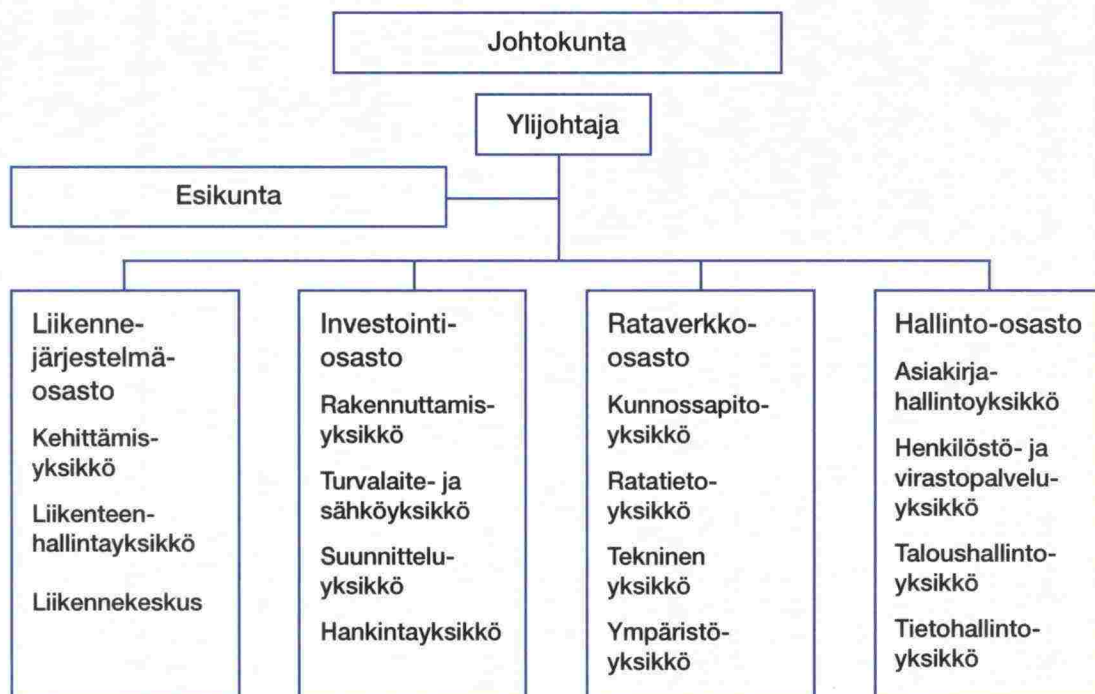 Johtokunta
Ylijohtaja
Esikunta
Liikenne-
järjestelmä-
osasto
Kehittämis-
yksikkö
Liikenteen-
hallintayksikkö
Liikennekeskus
Investointi-
osasto
Rakennuttamis-
yksikkö
Turvalaite- ja
sähköyksikkö
Suunnittelu-
yksikkö
Hankintayksikkö
Rataverkko-
osasto
Kunnossapito-
yksikkö
Ratatieto-
yksikkö
Tekninen
yksikkö
Ympäristö-
yksikkö
Hallinto-osasto
Asiakirja-
hallintoyksikkö
Henkilöstö- ja
virastopalvelu-
yksikkö
Taloushallinto-
yksikkö
Tietohallinto-
yksikkö